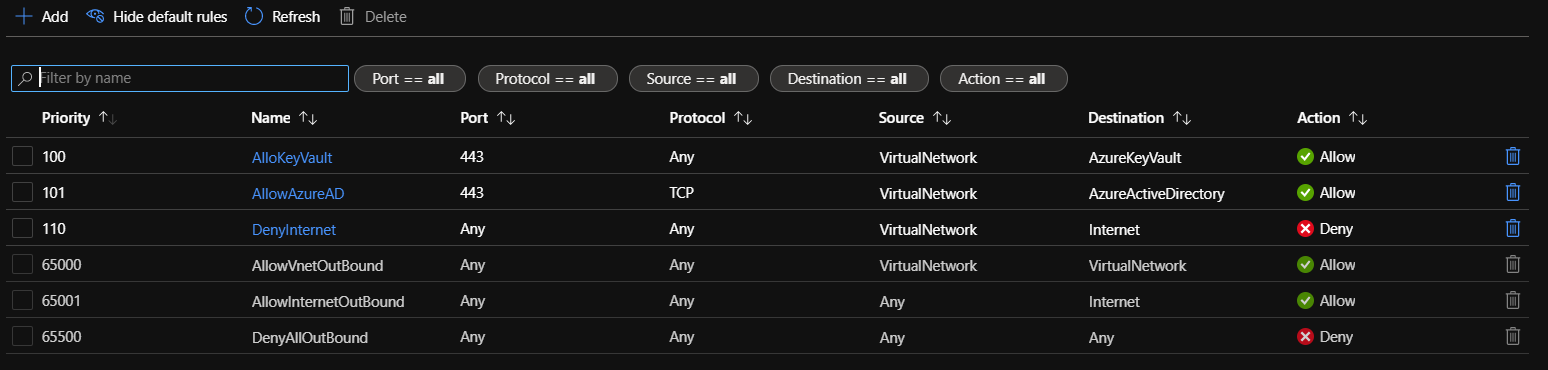 Add Hide default rules Refresh Delete
Filter by name Port == all Protocol == all Source == all Destination == all Action == all
Priority ↑↓ Name ↑↓ Port ↑↓ Protocol ↑↓ Source ↑↓ Destination ↑↓ Action ↑↓
100 AlloKeyVault 443 Any VirtualNetwork AzureKeyVault Allow
101 AllowAzureAD 443 TCP VirtualNetwork AzureActiveDirectory Allow
110 DenyInternet Any Any VirtualNetwork Internet Deny
65000 AllowVnetOutBound Any Any VirtualNetwork VirtualNetwork Allow
65001 AllowInternetOutBound Any Any Any Internet Allow
65500 DenyAllOutBound Any Any Any Any Deny